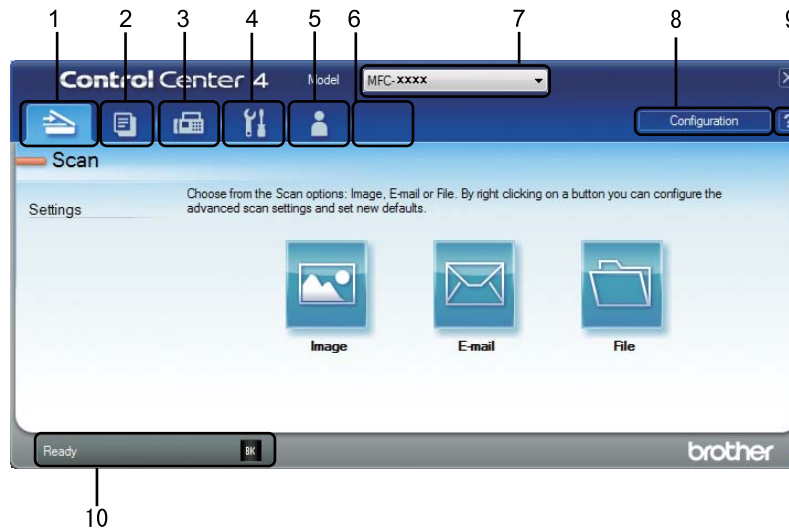 1 2 3 4 5 6 7 8 9
Control Center 4 Model MFC-xxxx
Configuration ?
Scan
Settings
Choose from the Scan options: Image, E-mail or File. By right clicking on a button you can configure the
advanced scan settings and set new defaults.
Image E-mail File
Ready BK brother
10